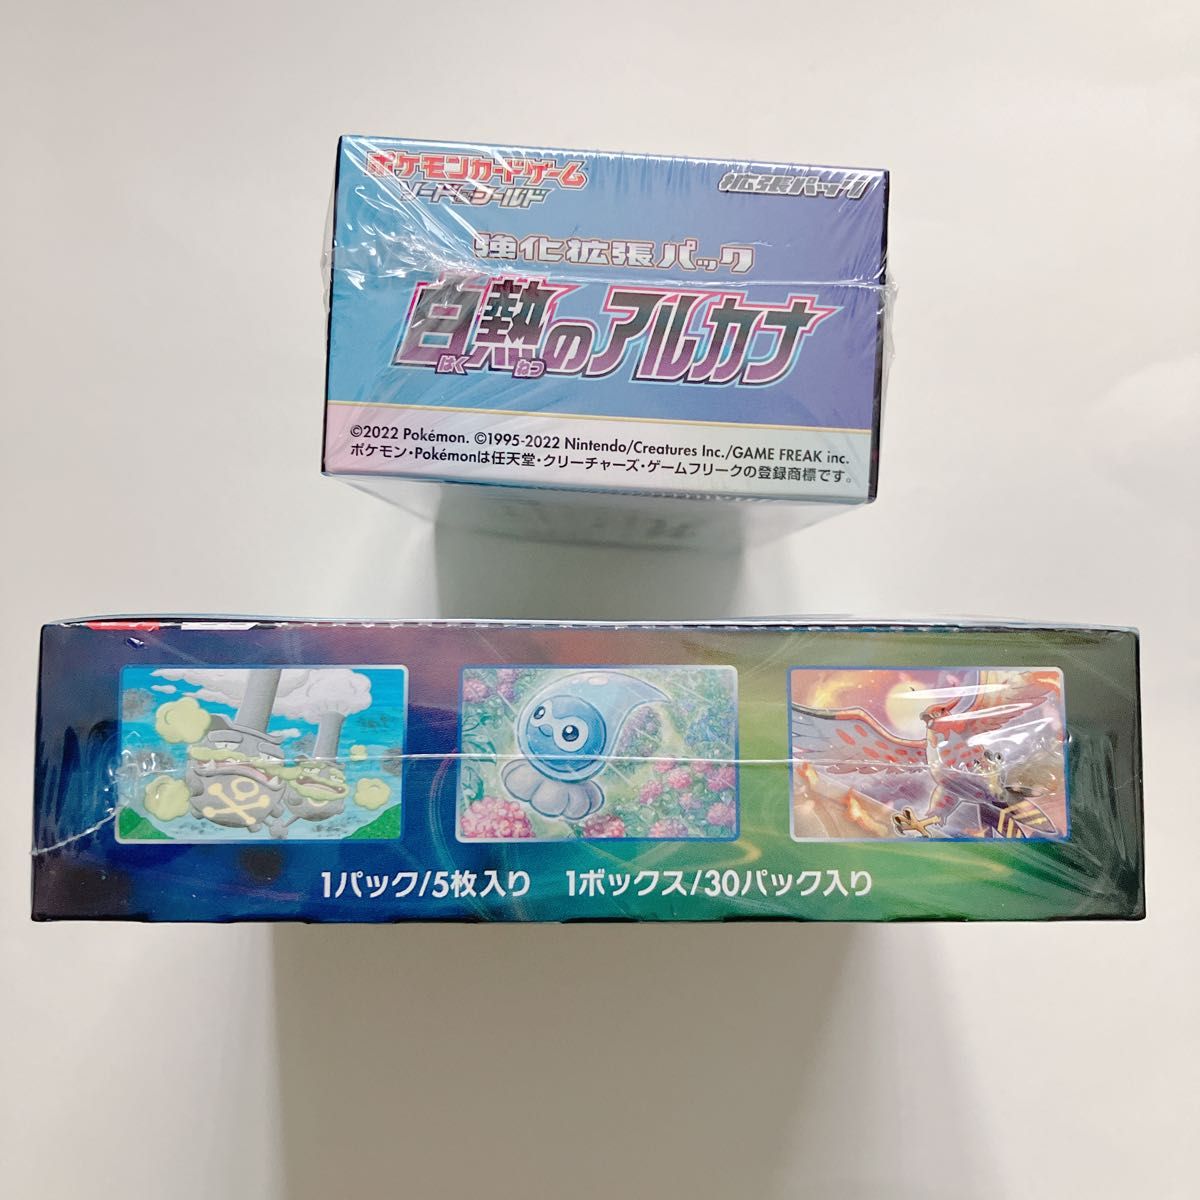 ポケモンカードゲーム
ソード&シールド
拡張パック
強化拡張パック
白熱のアルカナ
はく ねつ
©2022 Pokémon. ©1995-2022 Nintendo/Creatures Inc./GAME FREAK inc.
ポケモン・Pokémonは任天堂・クリーチャーズ・ゲームフリークの登録商標です。
1パック/5枚入り 1ボックス/30パック入り